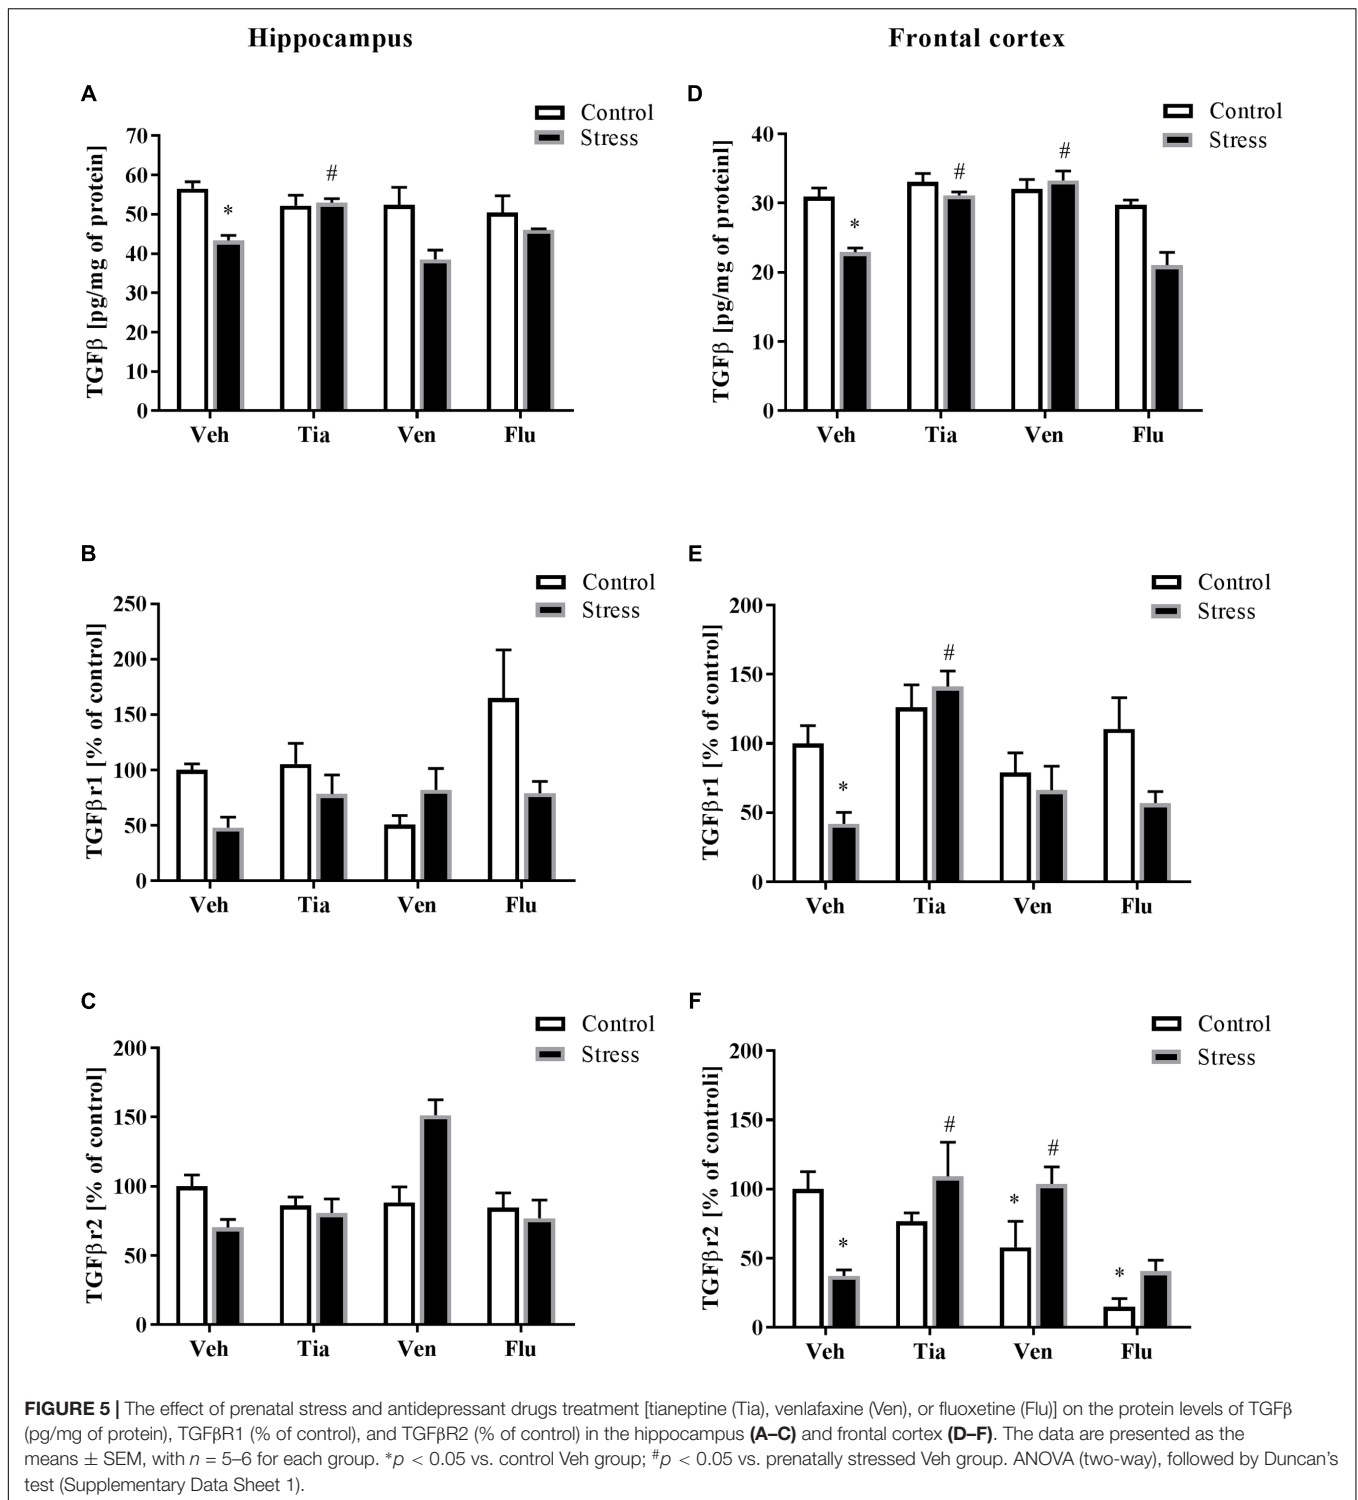 Hippocampus
Frontal cortex
A
Control
Stress
TGFβ [pg/mg of protein]
70
60
50
40
30
20
10
0
*
#
Veh Tia Ven Flu
D
Control
Stress
TGFβ [pg/mg of proteinl]
40
30
20
10
0
*
#
#
Veh Tia Ven Flu
B
Control
Stress
TGFβr1 [% of control]
250
200
150
100
50
0
Veh Tia Ven Flu
E
Control
Stress
TGFβr1 [% of control]
200
150
100
50
0
*
#
Veh Tia Ven Flu
C
Control
Stress
TGFβr2 [% of control]
200
150
100
50
0
Veh Tia Ven Flu
F
Control
Stress
TGFβr2 [% of controli]
200
150
100
50
0
*
#
*
#
*
Veh Tia Ven Flu
FIGURE 5 | The effect of prenatal stress and antidepressant drugs treatment [tianeptine (Tia), venlafaxine (Ven), or fluoxetine (Flu)] on the protein levels of TGFβ
(pg/mg of protein), TGFβR1 (% of control), and TGFβR2 (% of control) in the hippocampus (A–C) and frontal cortex (D–F). The data are presented as the
means ± SEM, with n = 5–6 for each group. *p < 0.05 vs. control Veh group; #p < 0.05 vs. prenatally stressed Veh group. ANOVA (two-way), followed by Duncan's
test (Supplementary Data Sheet 1).